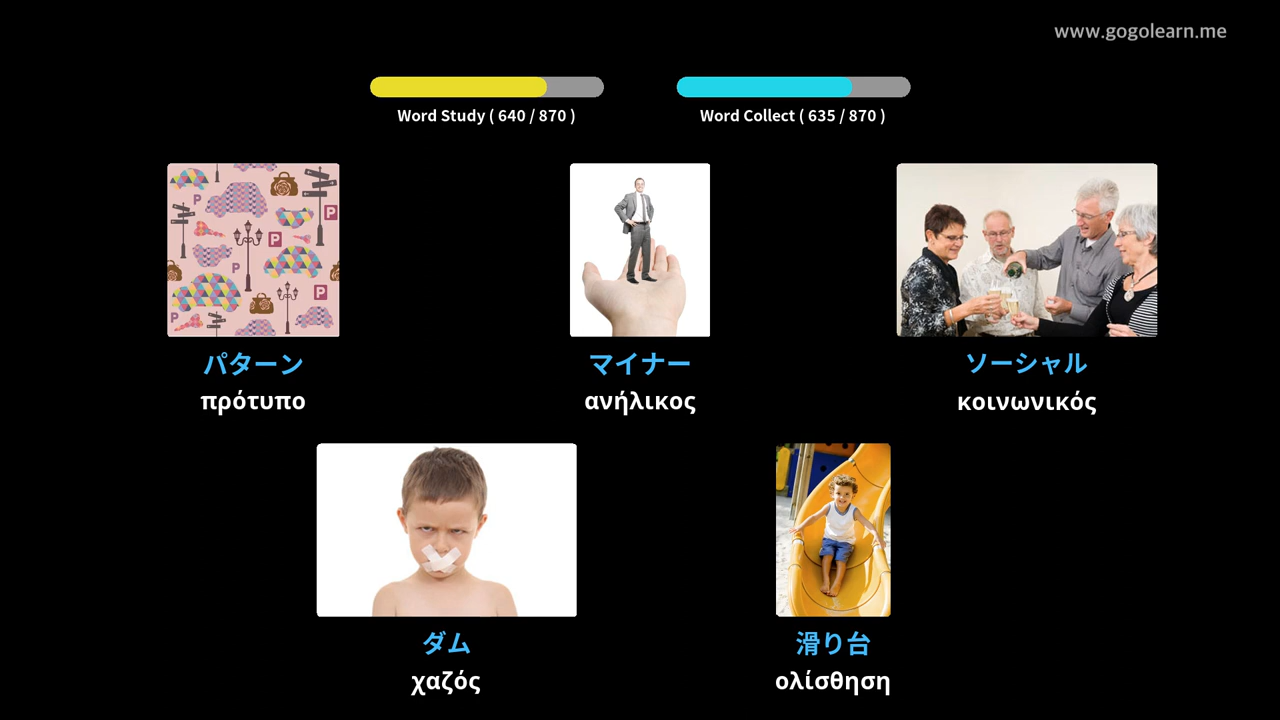 www.gogolearn.me
Word Study ( 640 / 870 )
Word Collect ( 635 / 870 )
P
P
P
P
P
P
パターン
πρότυπο
マイナー
ανήλικος
ソーシャル
κοινωνικός
ダム
χαζός
滑り台
ολίσθηση